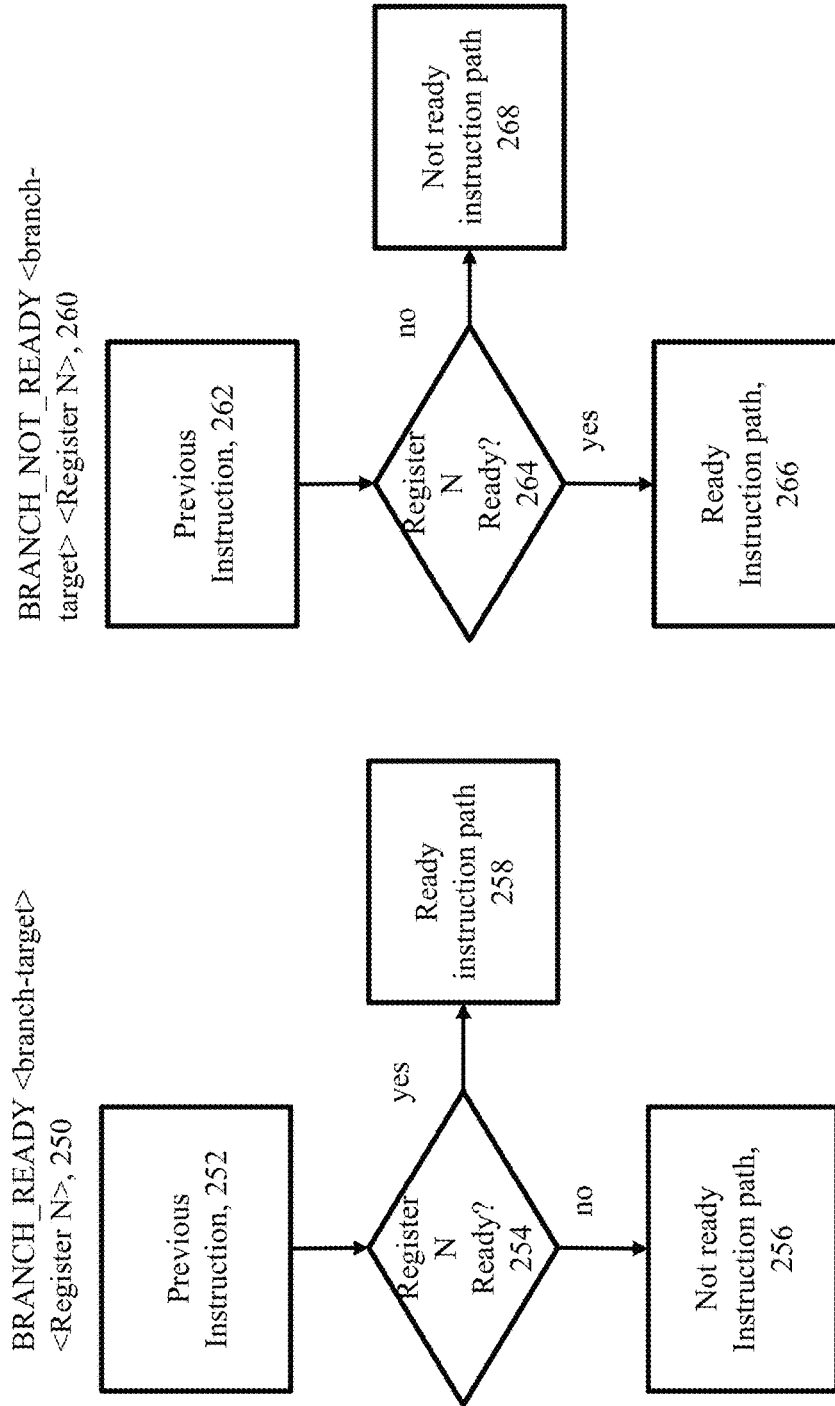 BRANCH_READY <branch-target>
<Register N>, 250
Previous
Instruction, 252
Register
N
Ready?
254
yes
Ready
instruction path
258
no
Not ready
Instruction path,
256
BRANCH_NOT_READY <branch-
target> <Register N>, 260
Previous
Instruction, 262
Register
N
Ready?
264
no
Not ready
instruction path
268
yes
Ready
Instruction path,
266